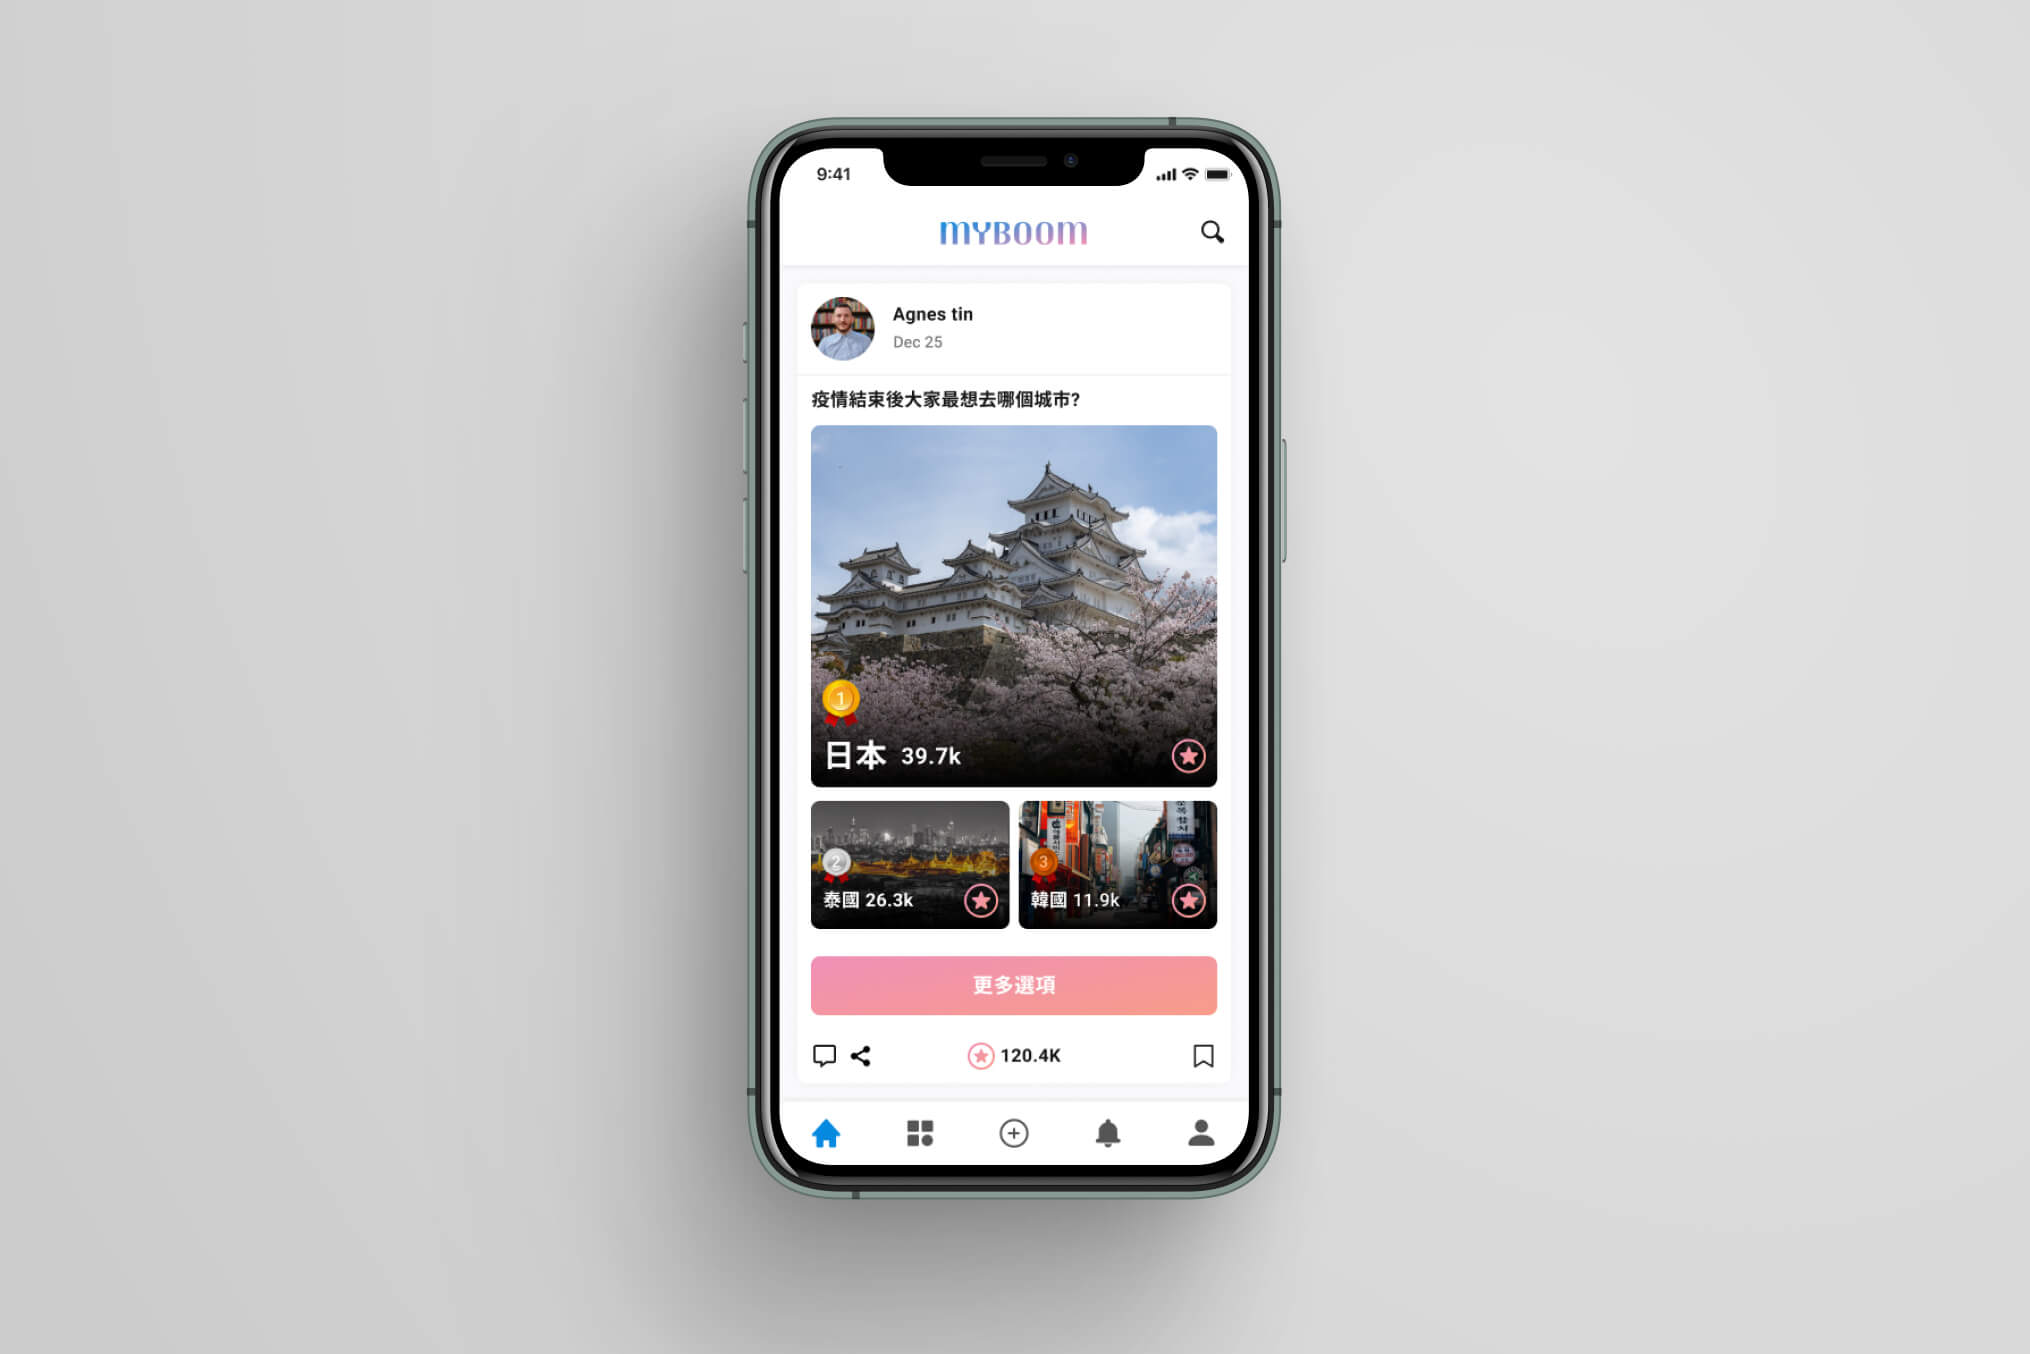 9:41
MYBOOM
Agnes tin
Dec 25
疫情結束後大家最想去哪個城市?
1
日本 39.7k
2
泰國 26.3k
3
韓國 11.9k
更多選項
120.4K